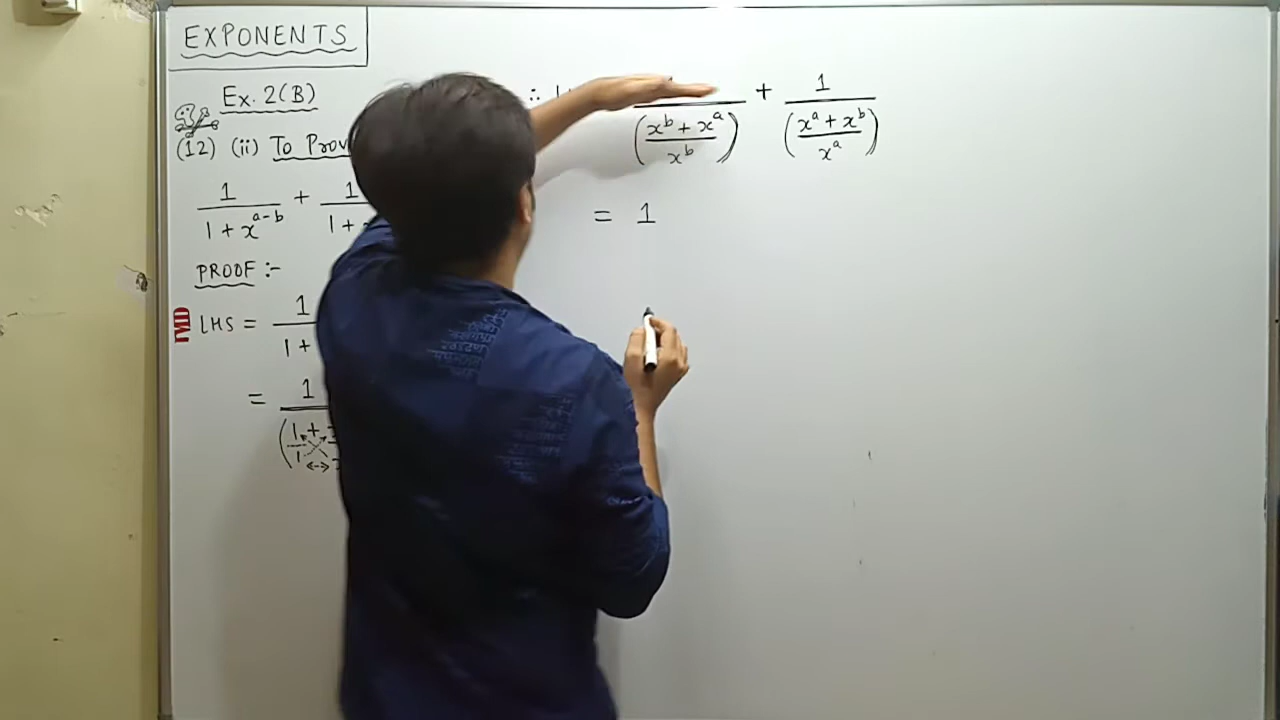 EXPONENTS
Ex. 2(B)
(12) (ii) To Prov
1/(1 + x^(a-b)) + 1/(1 +
PROOF :-
LHS = 1/(1 +
= 1/((1/1 +
∴ L
+ 1/((x^a + x^b)/x^a)
((x^b + x^a)/x^b)
= 1